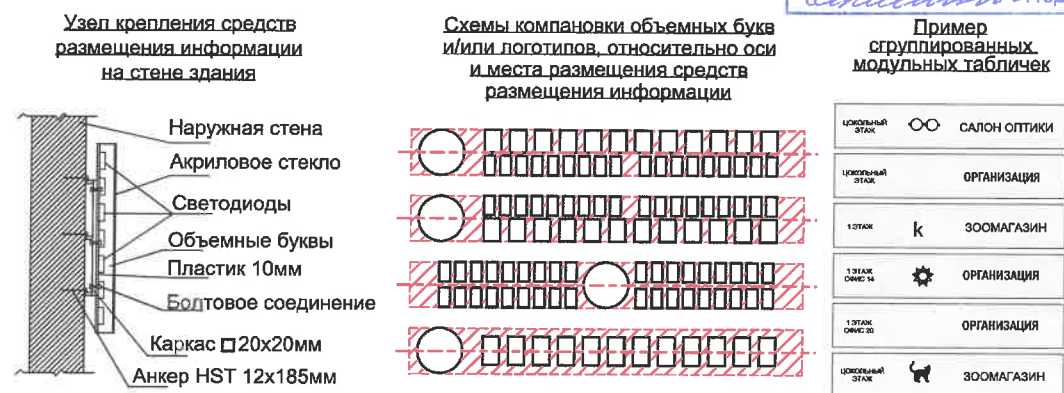 Узел крепления средств
размещения информации
на стене здания
Наружная стена
Акриловое стекло
Светодиоды
Объемные буквы
Пластик 10мм
Болтовое соединение
Каркас □20х20мм
Анкер HST 12х185мм
Схемы компановки объемных букв
и/или логотипов, относительно оси
и места размещения средств
размещения информации
Пример
сгруппированных
модульных табличек
ЦОКОЛЬНЫЙ
ЭТАЖ
САЛОН ОПТИКИ
ЦОКОЛЬНЫЙ
ЭТАЖ
ОРГАНИЗАЦИЯ
1 ЭТАЖ
k
ЗООМАГАЗИН
1 ЭТАЖ
ОФИС 14
ОРГАНИЗАЦИЯ
1 ЭТАЖ
ОФИС 20
ОРГАНИЗАЦИЯ
ЦОКОЛЬНЫЙ
ЭТАЖ
ЗООМАГАЗИН